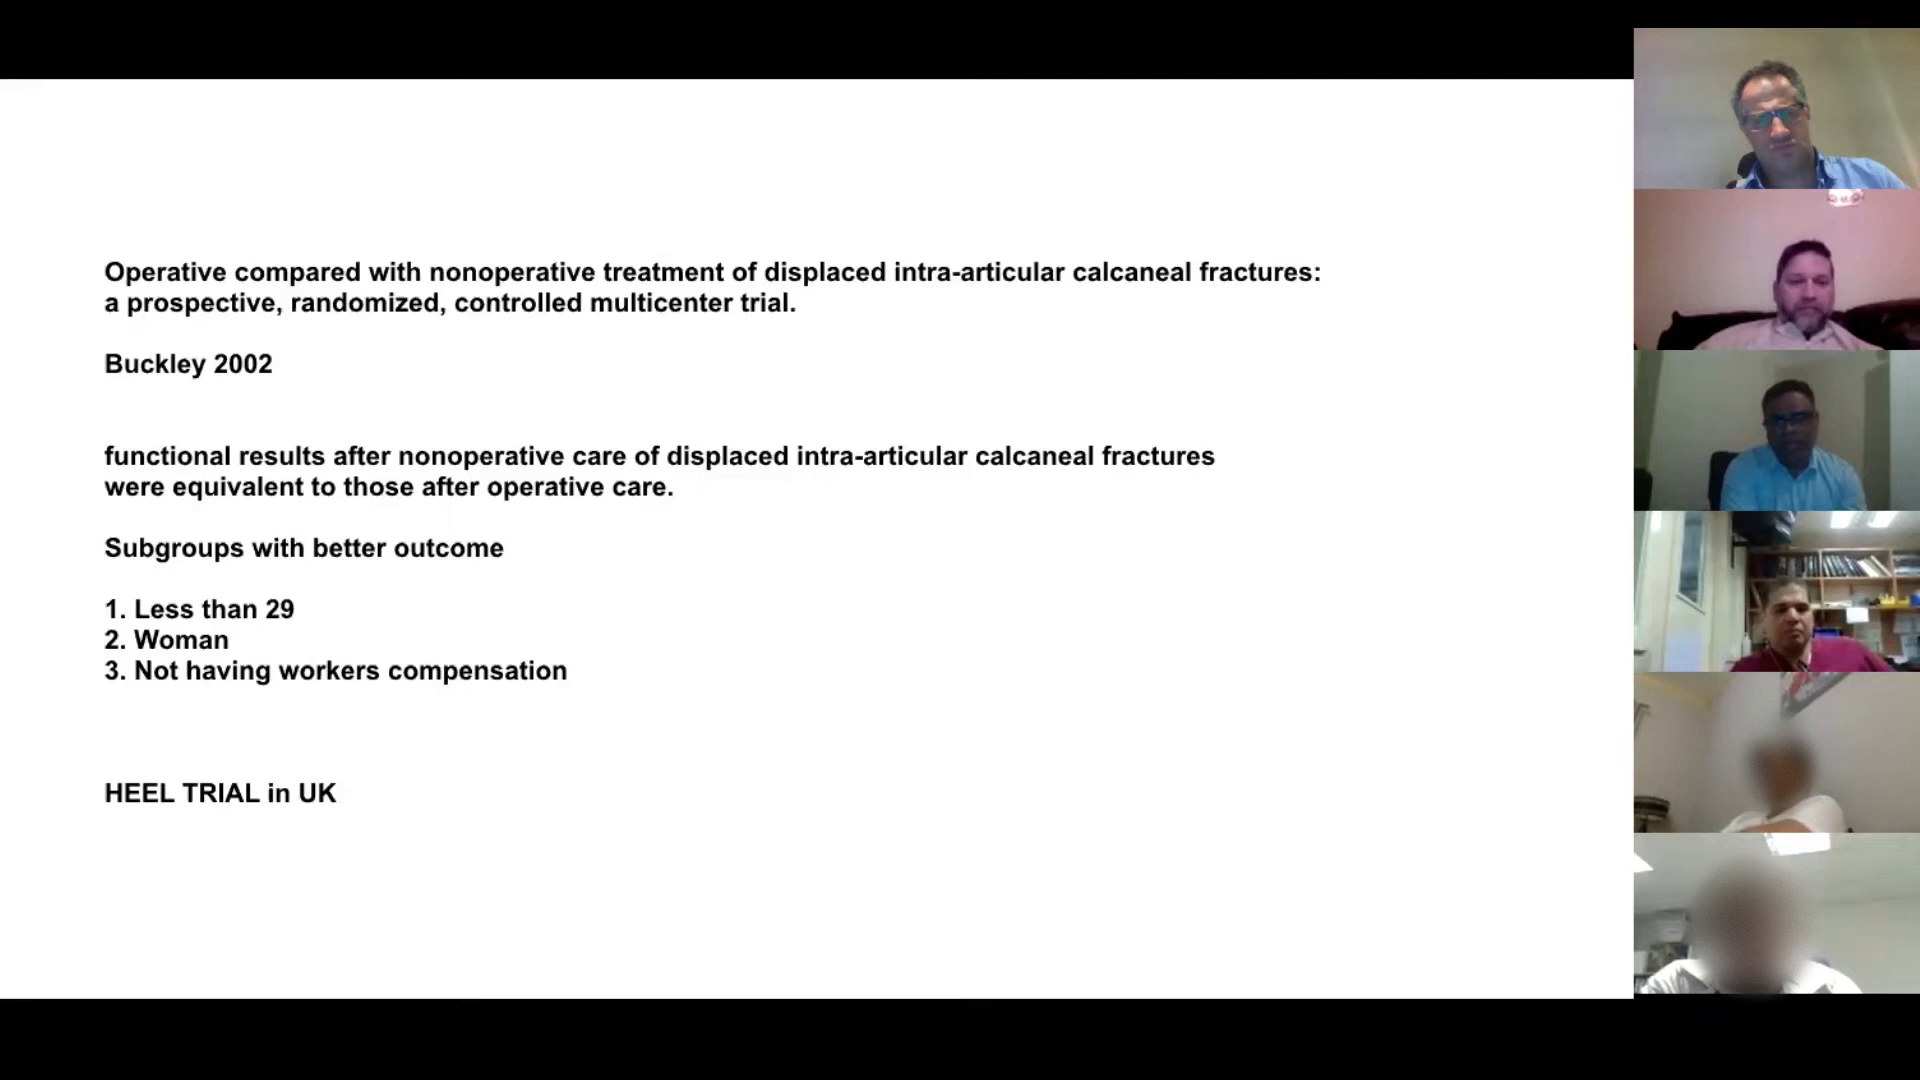 Operative compared with nonoperative treatment of displaced intra-articular calcaneal fractures:
a prospective, randomized, controlled multicenter trial.
Buckley 2002
functional results after nonoperative care of displaced intra-articular calcaneal fractures
were equivalent to those after operative care.
Subgroups with better outcome
1. Less than 29
2. Woman
3. Not having workers compensation
HEEL TRIAL in UK